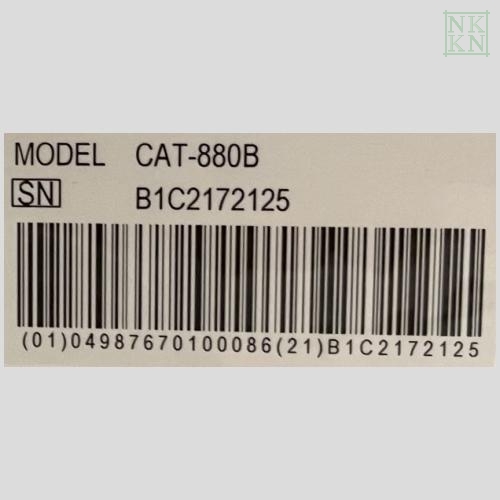 NK
KN
MODEL CAT-880B
SN B1C2172125
(01)04987670100086(21)B1C2172125